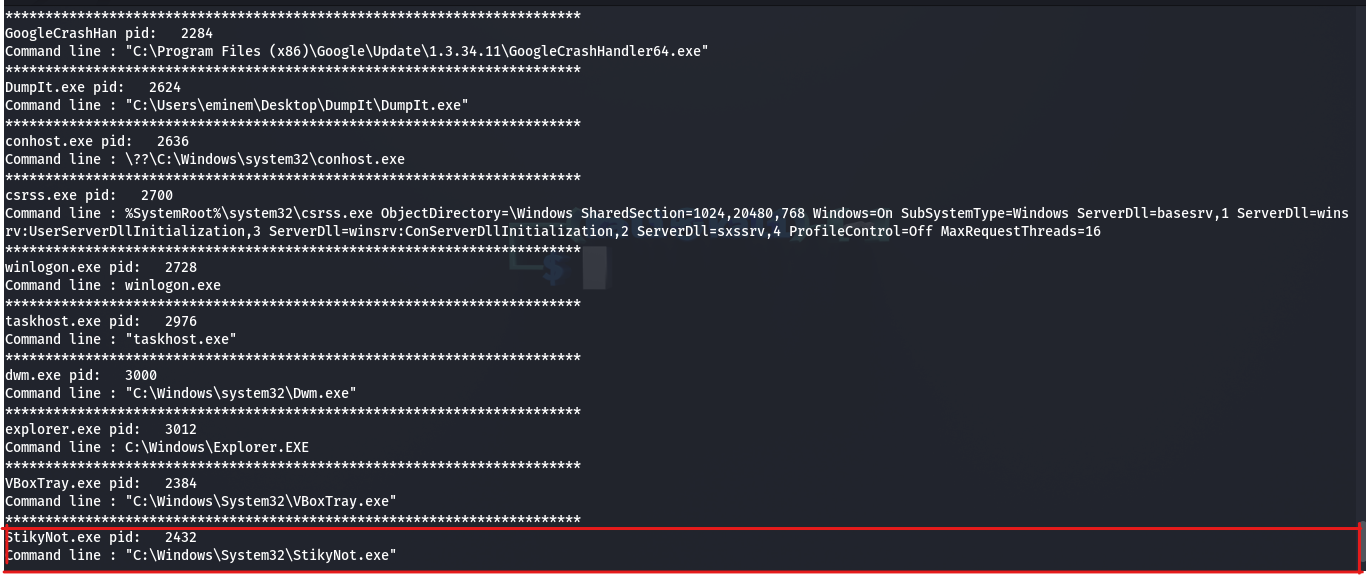 ************************************************************************
GoogleCrashHan pid:   2284
Command line : "C:\Program Files (x86)\Google\Update\1.3.34.11\GoogleCrashHandler64.exe"
************************************************************************
DumpIt.exe pid:   2624
Command line : "C:\Users\eminem\Desktop\DumpIt\DumpIt.exe"
************************************************************************
conhost.exe pid:   2636
Command line : \??\C:\Windows\system32\conhost.exe
************************************************************************
csrss.exe pid:   2700
Command line : %SystemRoot%\system32\csrss.exe ObjectDirectory=\Windows SharedSection=1024,20480,768 Windows=On SubSystemType=Windows ServerDll=basesrv,1 ServerDll=wins
rv:UserServerDllInitialization,3 ServerDll=winsrv:ConServerDllInitialization,2 ServerDll=sxssrv,4 ProfileControl=Off MaxRequestThreads=16
************************************************************************
winlogon.exe pid:   2728
Command line : winlogon.exe
************************************************************************
taskhost.exe pid:   2976
Command line : "taskhost.exe"
************************************************************************
dwm.exe pid:   3000
Command line : "C:\Windows\system32\Dwm.exe"
************************************************************************
explorer.exe pid:   3012
Command line : C:\Windows\Explorer.EXE
************************************************************************
VBoxTray.exe pid:   2384
Command line : "C:\Windows\System32\VBoxTray.exe"
************************************************************************
StikyNot.exe pid:   2432
Command line : "C:\Windows\System32\StikyNot.exe"